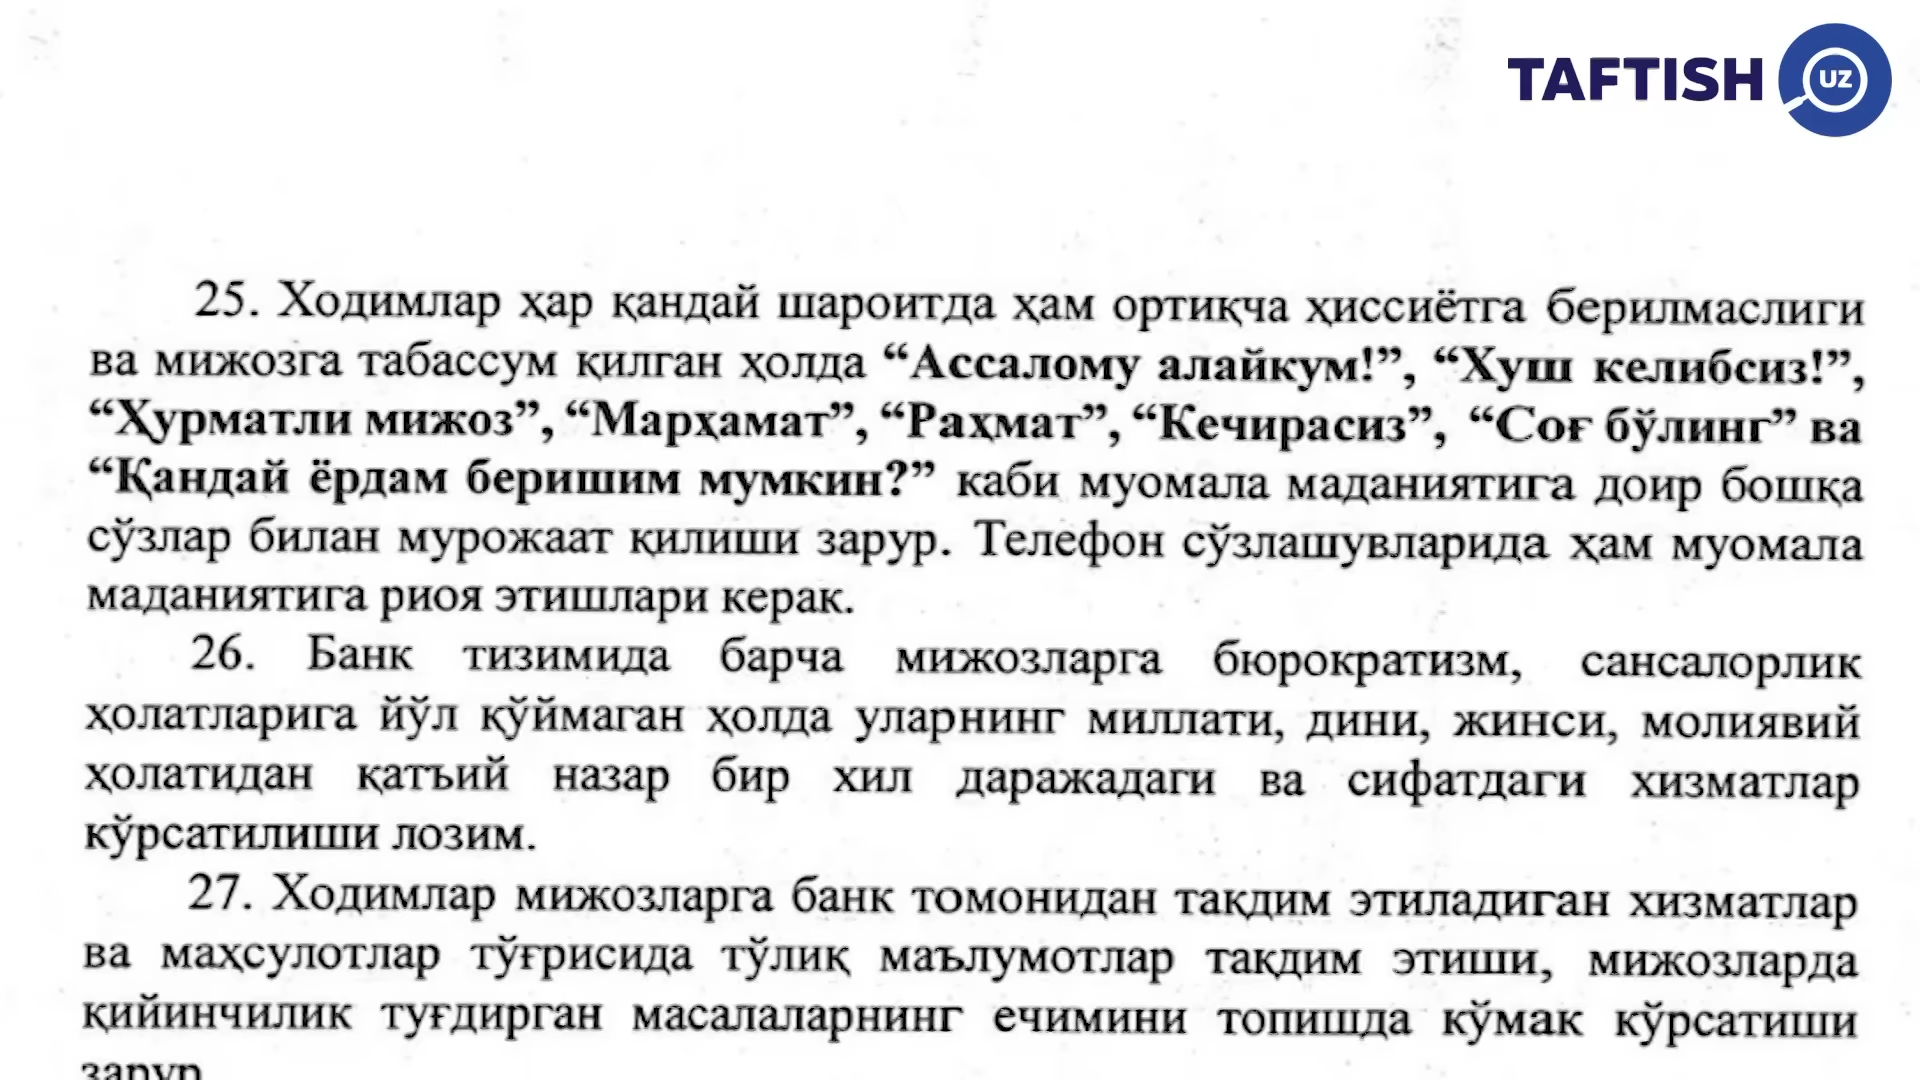 TAFTISH UZ
25. Ходимлар ҳар қандай шароитда ҳам ортиқча ҳиссиётга берилмаслиги
ва мижозга табассум қилган ҳолда “Ассалому алайкум!”, “Хуш келибсиз!”,
“Ҳурматли мижоз”, “Марҳамат”, “Раҳмат”, “Кечирасиз”, “Соғ бўлинг” ва
“Қандай ёрдам беришим мумкин?” каби муомала маданиятига доир бошқа
сўзлар билан мурожаат қилиши зарур. Телефон сўзлашувларида ҳам муомала
маданиятига риоя этишлари керак.
26. Банк тизимида барча мижозларга бюрократизм, сансалорлик
ҳолатларига йўл қўймаган ҳолда уларнинг миллати, дини, жинси, молиявий
ҳолатидан қатъий назар бир хил даражадаги ва сифатдаги хизматлар
кўрсатилиши лозим.
27. Ходимлар мижозларга банк томонидан тақдим этиладиган хизматлар
ва маҳсулотлар тўғрисида тўлиқ маълумотлар тақдим этиши, мижозларда
қийинчилик туғдирган масалаларнинг ечимини топишда кўмак кўрсатиши
зарур